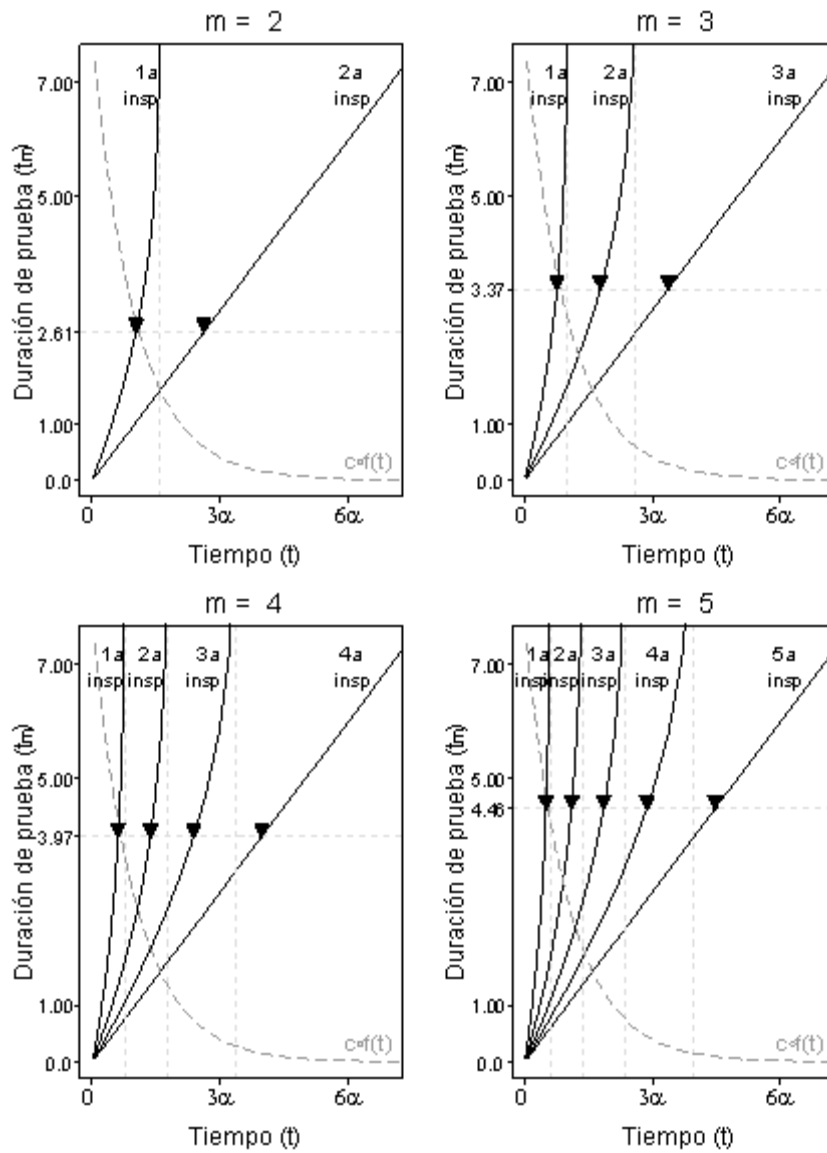 m = 2
1a 2a
insp insp
7.00
5.00
2.61
1.00
0.0
c∘f(t)
0 3α 6α
Tiempo (t)
Duración de prueba (tm)
m = 3
1a 2a 3a
insp insp insp
7.00
5.00
3.37
1.00
0.0
c∘f(t)
0 3α 6α
Tiempo (t)
Duración de prueba (tm)
m = 4
1a 2a 3a 4a
insp insp insp insp
7.00
5.00
3.97
1.00
0.0
c∘f(t)
0 3α 6α
Tiempo (t)
Duración de prueba (tm)
m = 5
1a 2a 3a 4a 5a
insp insp insp insp insp
7.00
5.00
4.46
1.00
0.0
c∘f(t)
0 3α 6α
Tiempo (t)
Duración de prueba (tm)